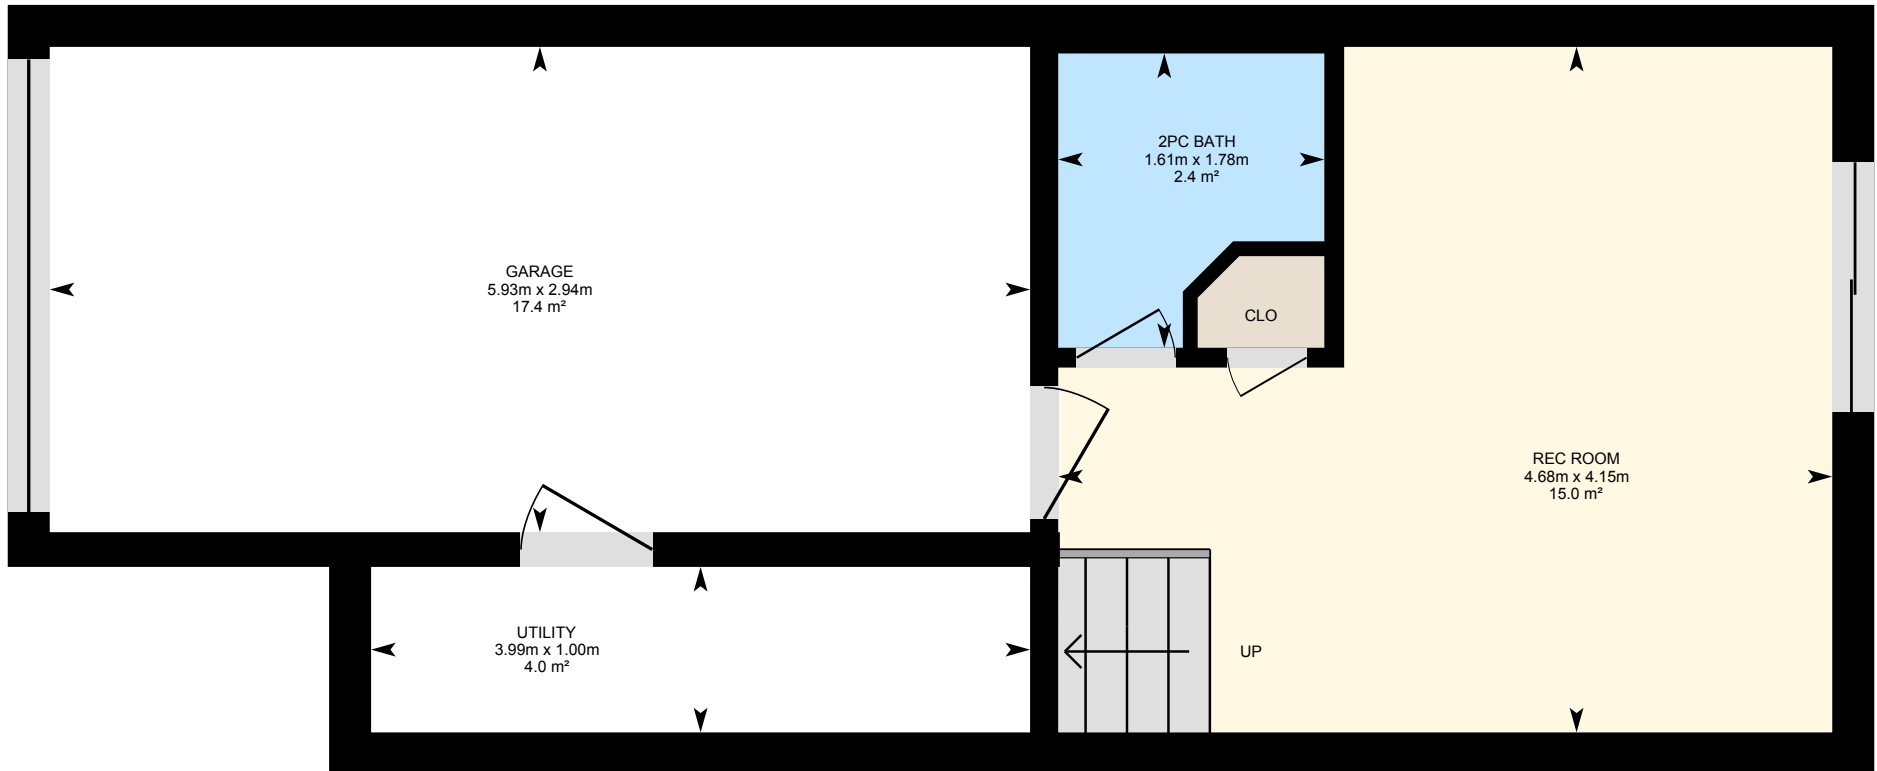 2PC BATH
1.61m x 1.78m
2.4 m²
GARAGE
5.93m x 2.94m
17.4 m²
CLO
REC ROOM
4.68m x 4.15m
15.0 m²
UTILITY
3.99m x 1.00m
4.0 m²
UP